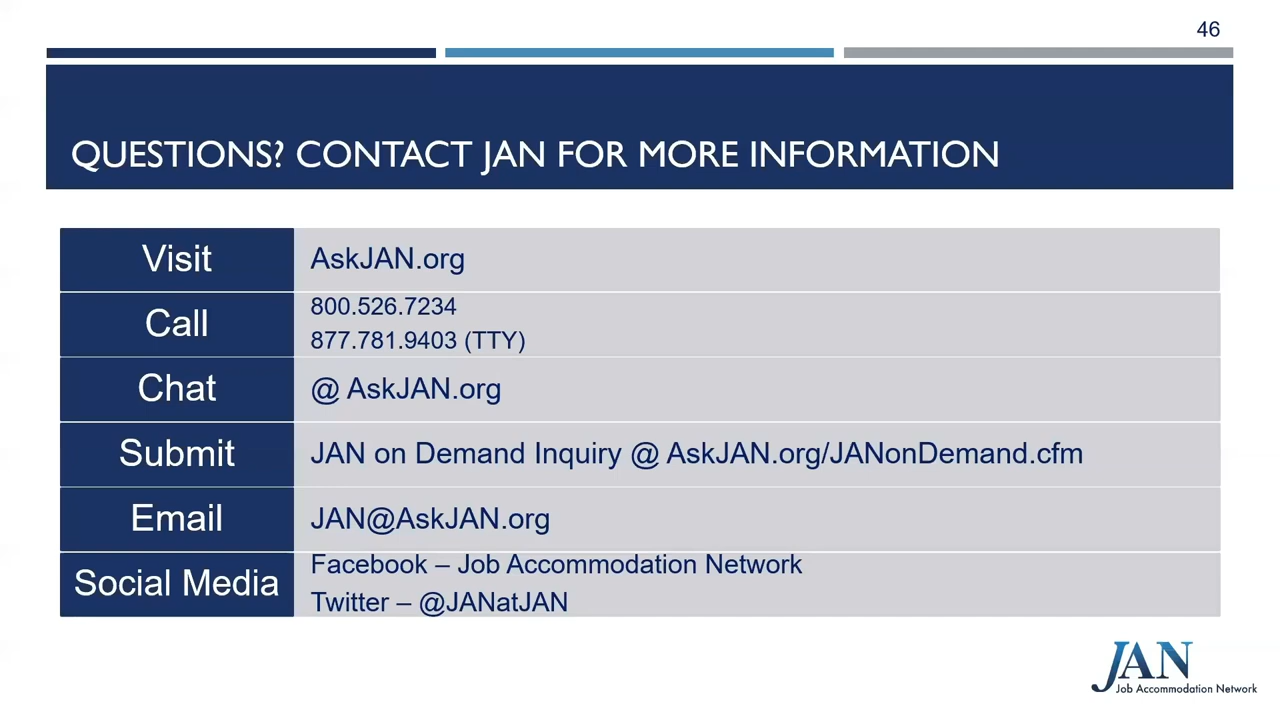 46
QUESTIONS? CONTACT JAN FOR MORE INFORMATION
Visit
AskJAN.org
Call
800.526.7234
877.781.9403 (TTY)
Chat
@ AskJAN.org
Submit
JAN on Demand Inquiry @ AskJAN.org/JANonDemand.cfm
Email
JAN@AskJAN.org
Social Media
Facebook – Job Accommodation Network
Twitter – @JANatJAN
JAN
Job Accommodation Network